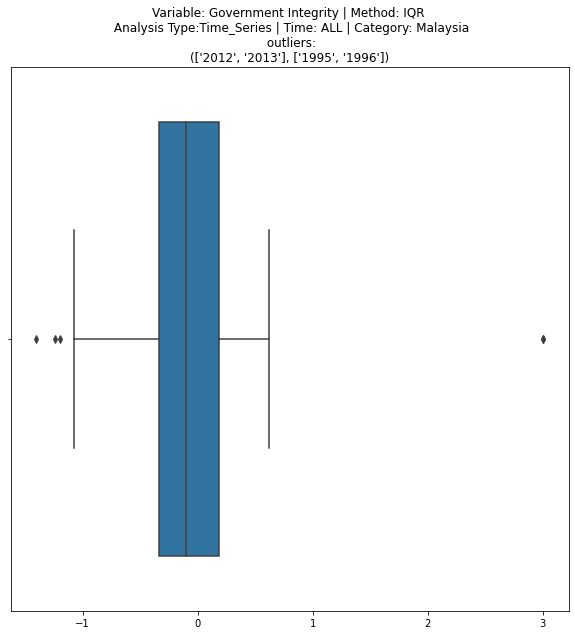 Variable: Government Integrity | Method: IQR
Analysis Type:Time_Series | Time: ALL | Category: Malaysia
outliers:
(['2012', '2013'], ['1995', '1996'])
−1 0 1 2 3